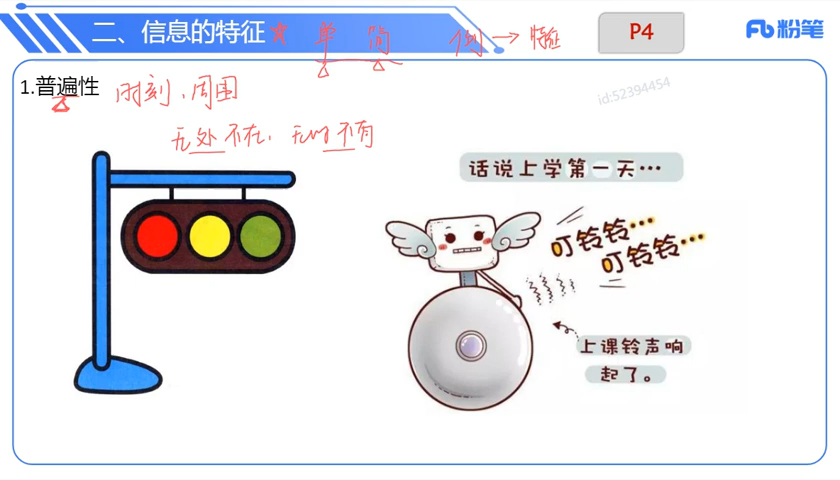 二、信息的特征 ☆ 单 简 例→特征
P4
粉笔
1.普遍性 时刻、周围
id:52394454
无处不在，无时不有
话说上学第一天…
叮铃铃…
叮铃铃…
上课铃声响
起了。